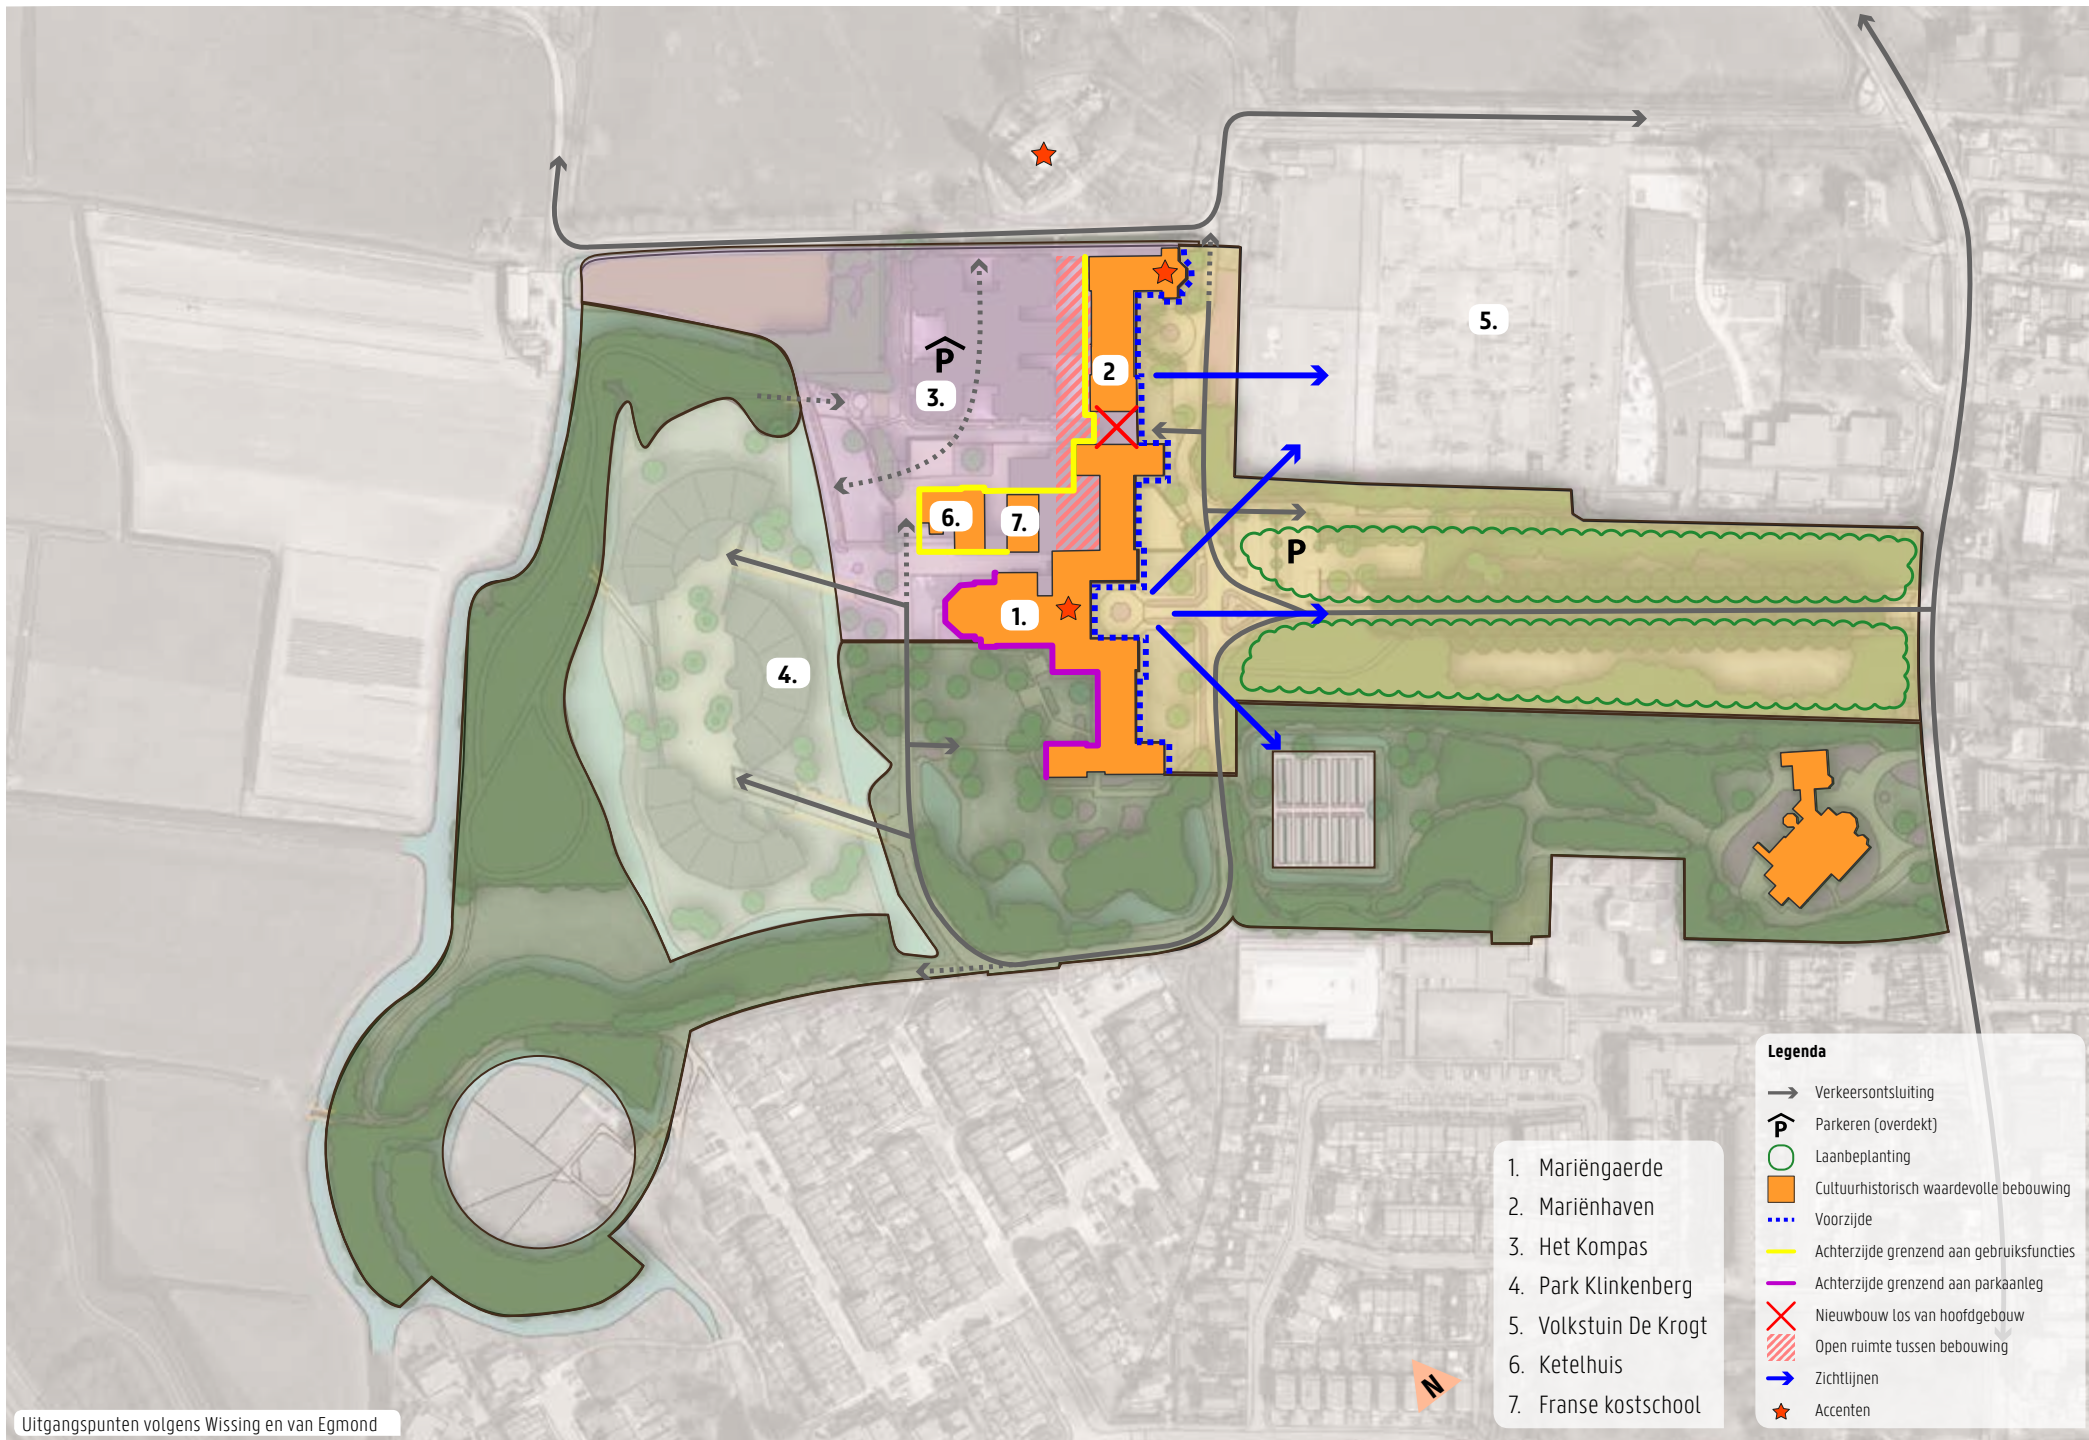 5.
2
P
3.
6.
7.
P
1.
4.
Legenda
Verkeersontsluiting
P Parkeren (overdekt)
Laanbeplanting
Cultuurhistorisch waardevolle bebouwing
Voorzijde
Achterzijde grenzend aan gebruiksfuncties
Achterzijde grenzend aan parkaanleg
Nieuwbouw los van hoofdgebouw
Open ruimte tussen bebouwing
Zichtlijnen
Accenten
1. Mariëngaerde
2. Mariënhaven
3. Het Kompas
4. Park Klinkenberg
5. Volkstuin De Krogt
6. Ketelhuis
7. Franse kostschool
N
Uitgangspunten volgens Wissing en van Egmond